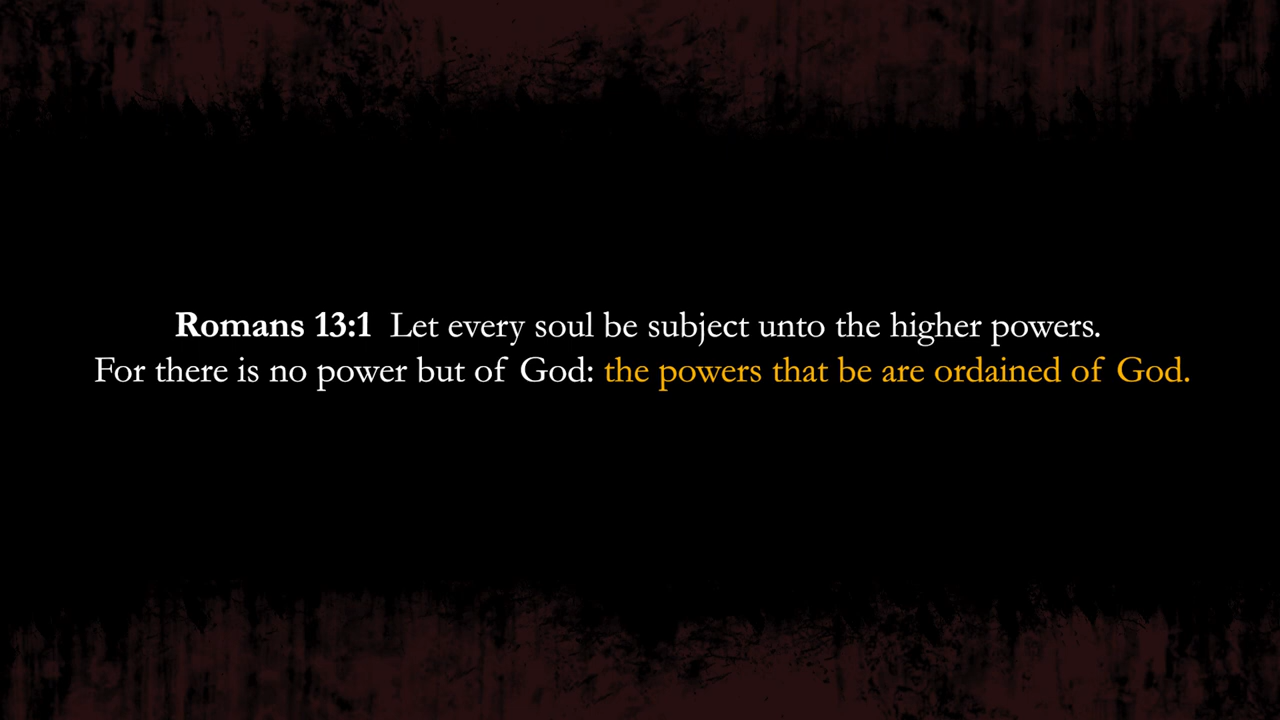 Romans 13:1 Let every soul be subject unto the higher powers.
For there is no power but of God: the powers that be are ordained of God.